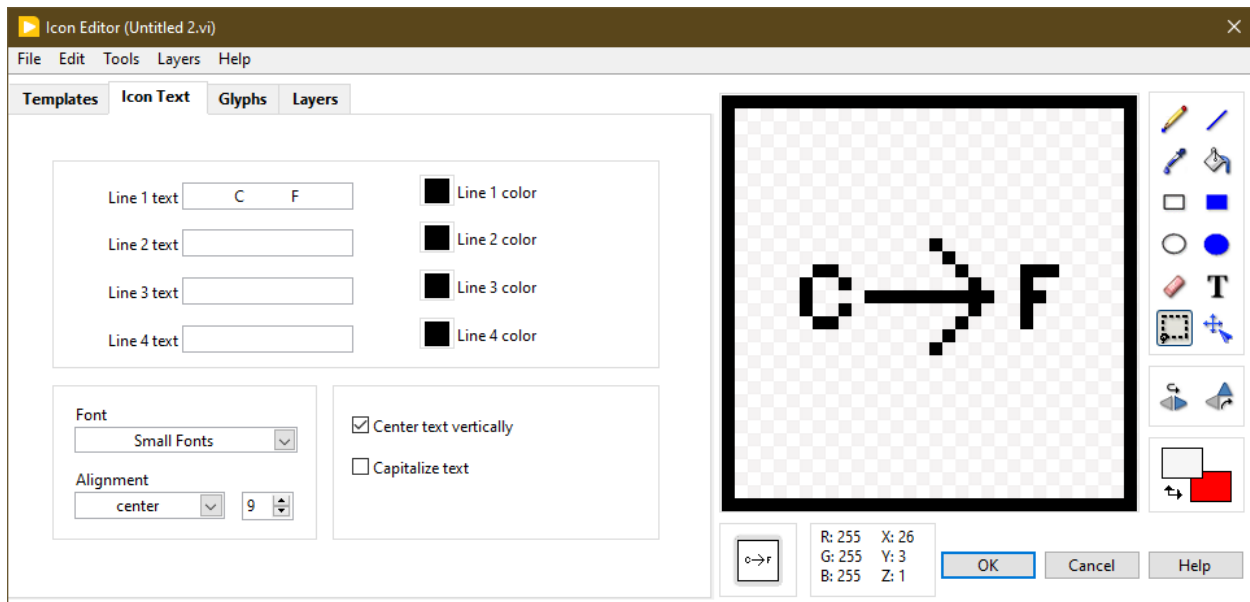 Icon Editor (Untitled 2.vi)
File Edit Tools Layers Help
Templates Icon Text Glyphs Layers
Line 1 text C F Line 1 color
Line 2 text Line 2 color
Line 3 text Line 3 color
Line 4 text Line 4 color
Font
Small Fonts
Alignment
center 9
Center text vertically
Capitalize text
C F
T
C F
R: 255 X: 26
G: 255 Y: 3
B: 255 Z: 1
OK Cancel Help